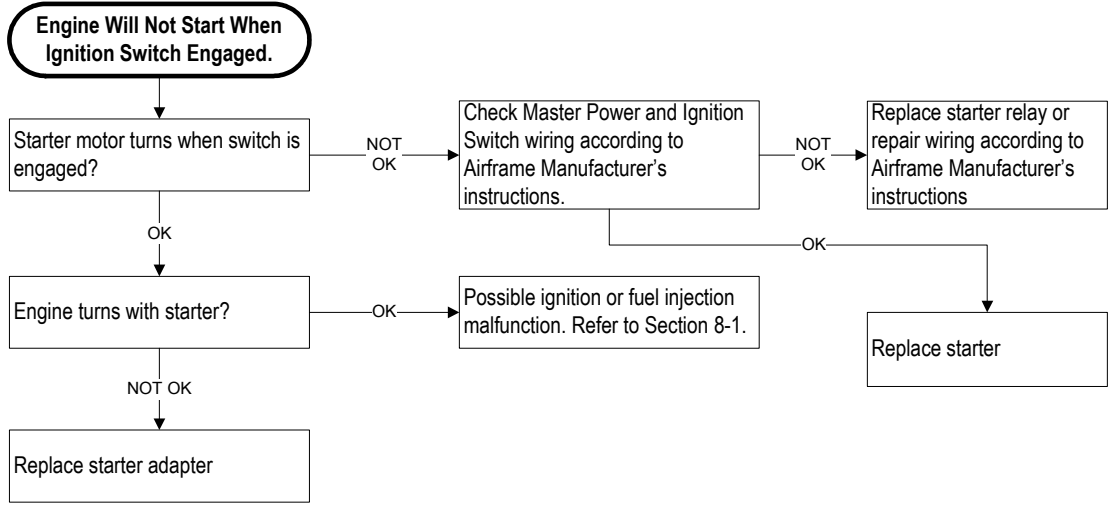 Engine Will Not Start When
Ignition Switch Engaged.
Starter motor turns when switch is
engaged?
NOT
OK
Check Master Power and Ignition
Switch wiring according to
Airframe Manufacturer's
instructions.
NOT
OK
Replace starter relay or
repair wiring according to
Airframe Manufacturer's
instructions
OK
OK
Engine turns with starter?
OK
Possible ignition or fuel injection
malfunction. Refer to Section 8-1.
Replace starter
NOT OK
Replace starter adapter